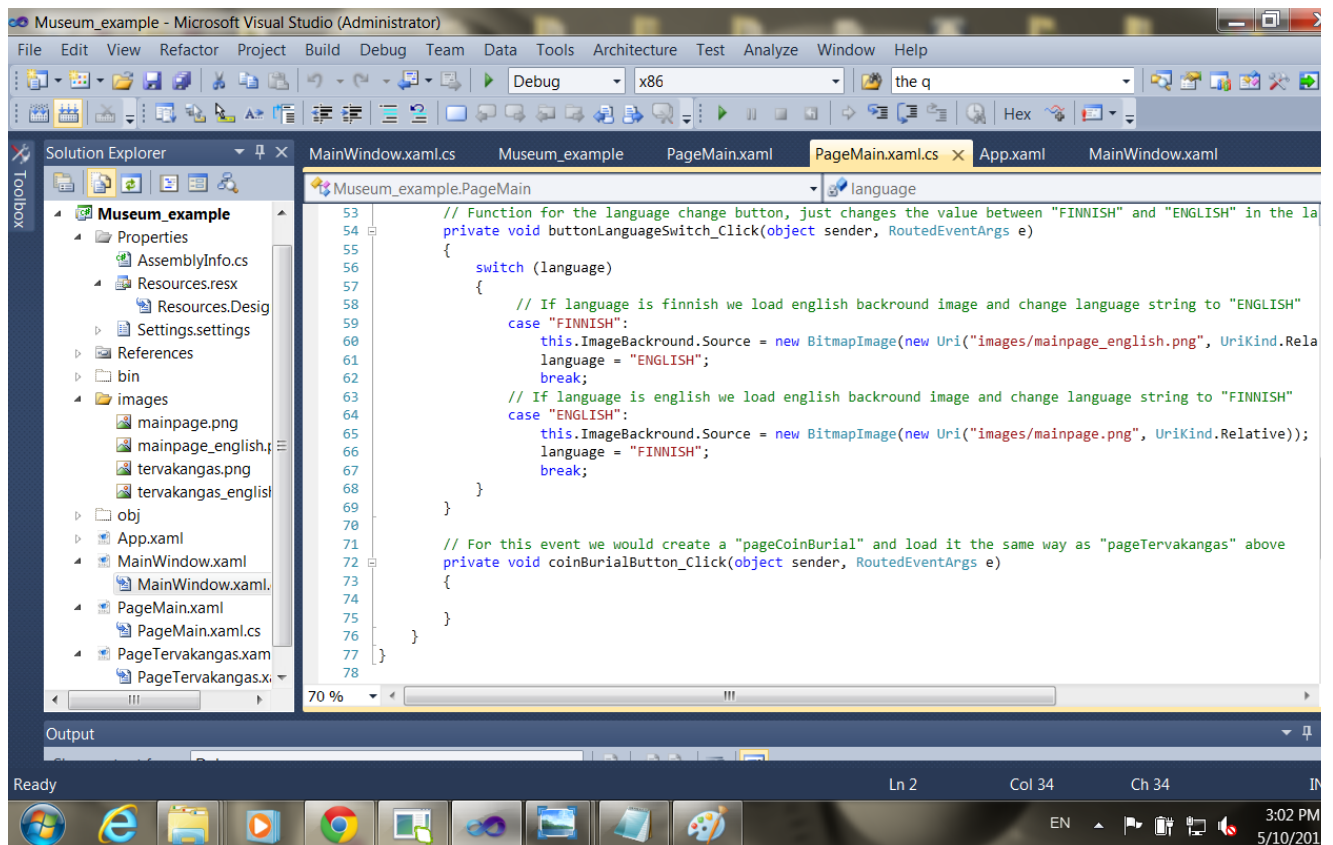 Museum_example - Microsoft Visual Studio (Administrator)
File Edit View Refactor Project Build Debug Team Data Tools Architecture Test Analyze Window Help
Debug x86 the q
Hex
Toolbox
Solution Explorer
MainWindow.xaml.cs Museum_example PageMain.xaml PageMain.xaml.cs App.xaml MainWindow.xaml
Museum_example.PageMain language
Museum_example
Properties
AssemblyInfo.cs
Resources.resx
Resources.Desig
Settings.settings
References
bin
images
mainpage.png
mainpage_english.p
tervakangas.png
tervakangas_english
obj
App.xaml
MainWindow.xaml
MainWindow.xaml.
PageMain.xaml
PageMain.xaml.cs
PageTervakangas.xam
PageTervakangas.xa
53 // Function for the language change button, just changes the value between "FINNISH" and "ENGLISH" in the la
54 private void buttonLanguageSwitch_Click(object sender, RoutedEventArgs e)
55 {
56 switch (language)
57 {
58 // If language is finnish we load english backround image and change language string to "ENGLISH"
59 case "FINNISH":
60 this.ImageBackround.Source = new BitmapImage(new Uri("images/mainpage_english.png", UriKind.Rela
61 language = "ENGLISH";
62 break;
63 // If language is english we load english backround image and change language string to "FINNISH"
64 case "ENGLISH":
65 this.ImageBackround.Source = new BitmapImage(new Uri("images/mainpage.png", UriKind.Relative));
66 language = "FINNISH";
67 break;
68 }
69 }
70
71 // For this event we would create a "pageCoinBurial" and load it the same way as "pageTervakangas" above
72 private void coinBurialButton_Click(object sender, RoutedEventArgs e)
73 {
74
75 }
76 }
77 }
78
70 %
Output
Ready Ln 2 Col 34 Ch 34 IN
EN 3:02 PM
5/10/201